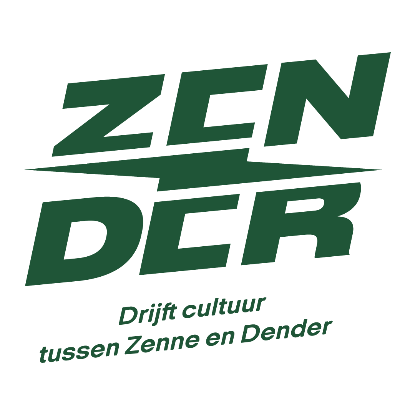 ZEN
DER
Drijft cultuur
tussen Zenne en Dender